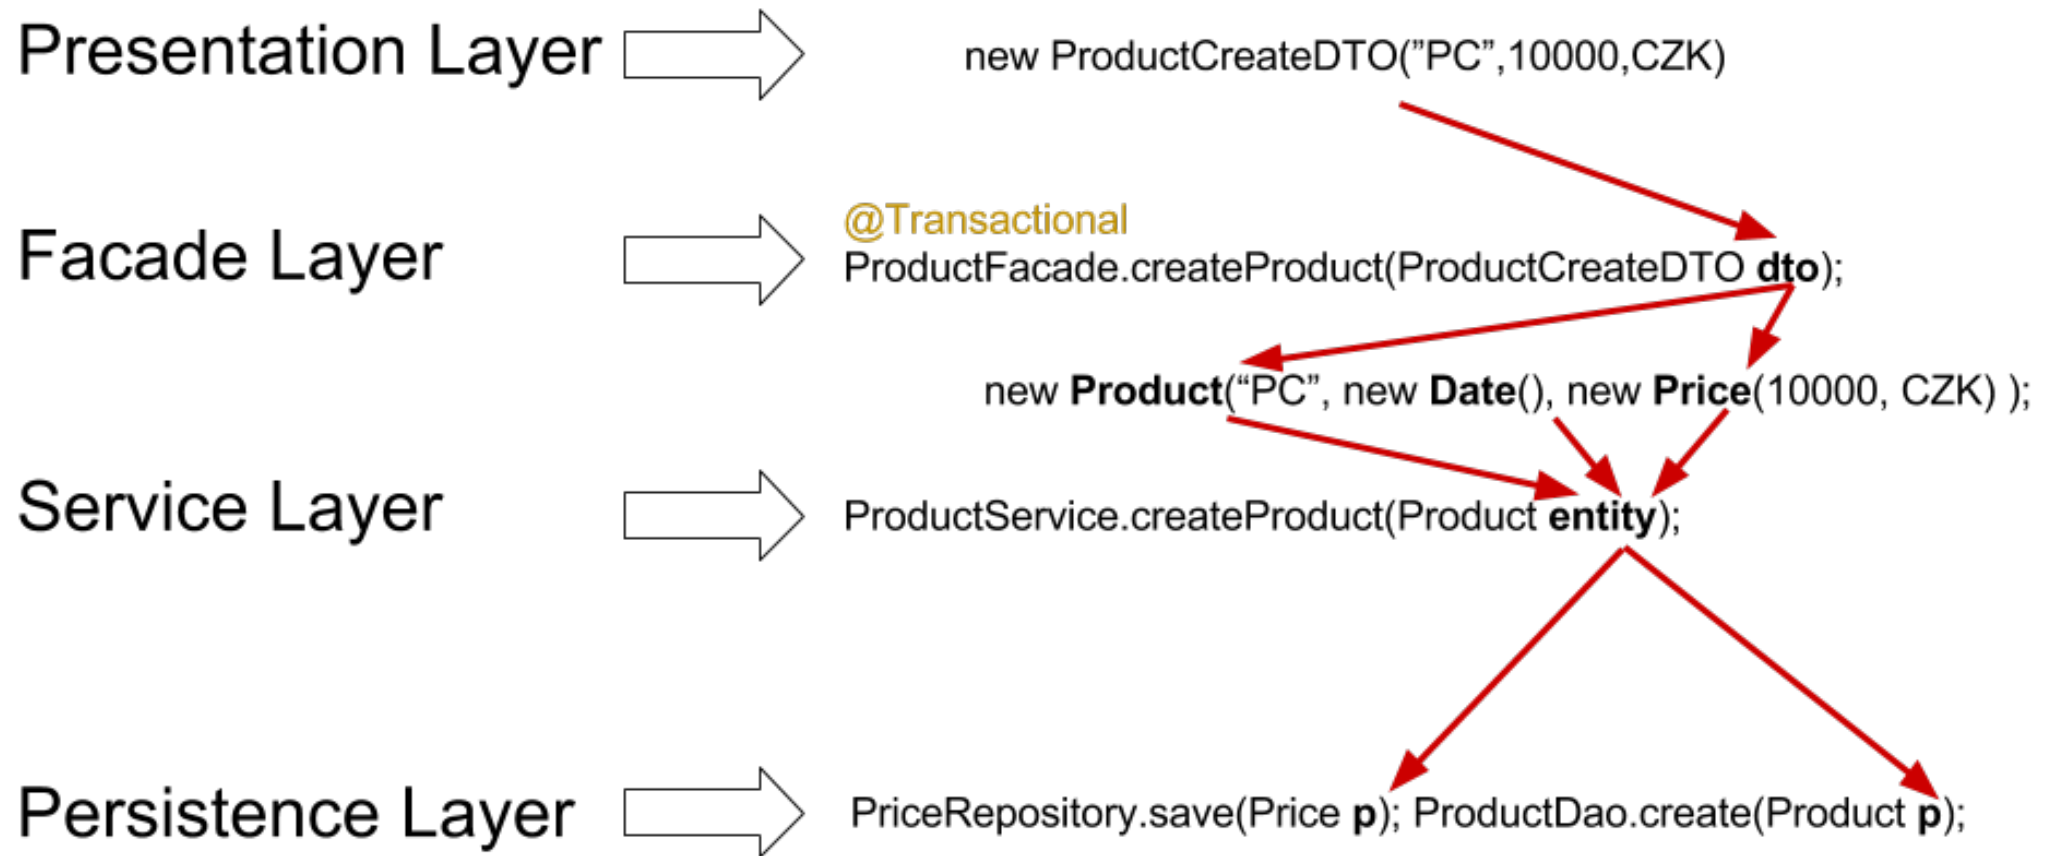 Presentation Layer
new ProductCreateDTO(”PC”,10000,CZK)
@Transactional
Facade Layer
ProductFacade.createProduct(ProductCreateDTO dto);
new Product(“PC”, new Date(), new Price(10000, CZK) );
Service Layer
ProductService.createProduct(Product entity);
Persistence Layer
PriceRepository.save(Price p); ProductDao.create(Product p);